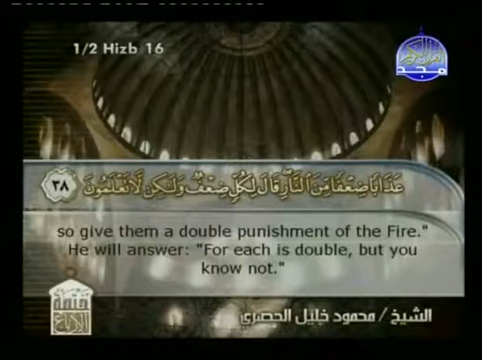 1/2 Hizb 16
مجد
عَذَابًا ضِعْفًا مِّنَ النَّارِ ۖ قَالَ لِكُلٍّ ضِعْفٌ وَلَٰكِن لَّا تَعْلَمُونَ ٣٨
so give them a double punishment of the Fire."
He will answer: "For each is double, but you
know not."
الشيخ / محمود خليل الحصري